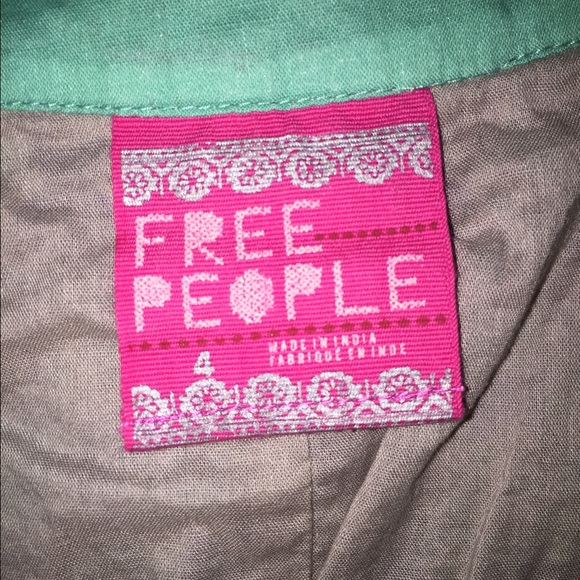 FREE
PEOPLE
4
MADE IN INDIA
FABRIQUE EN INDE